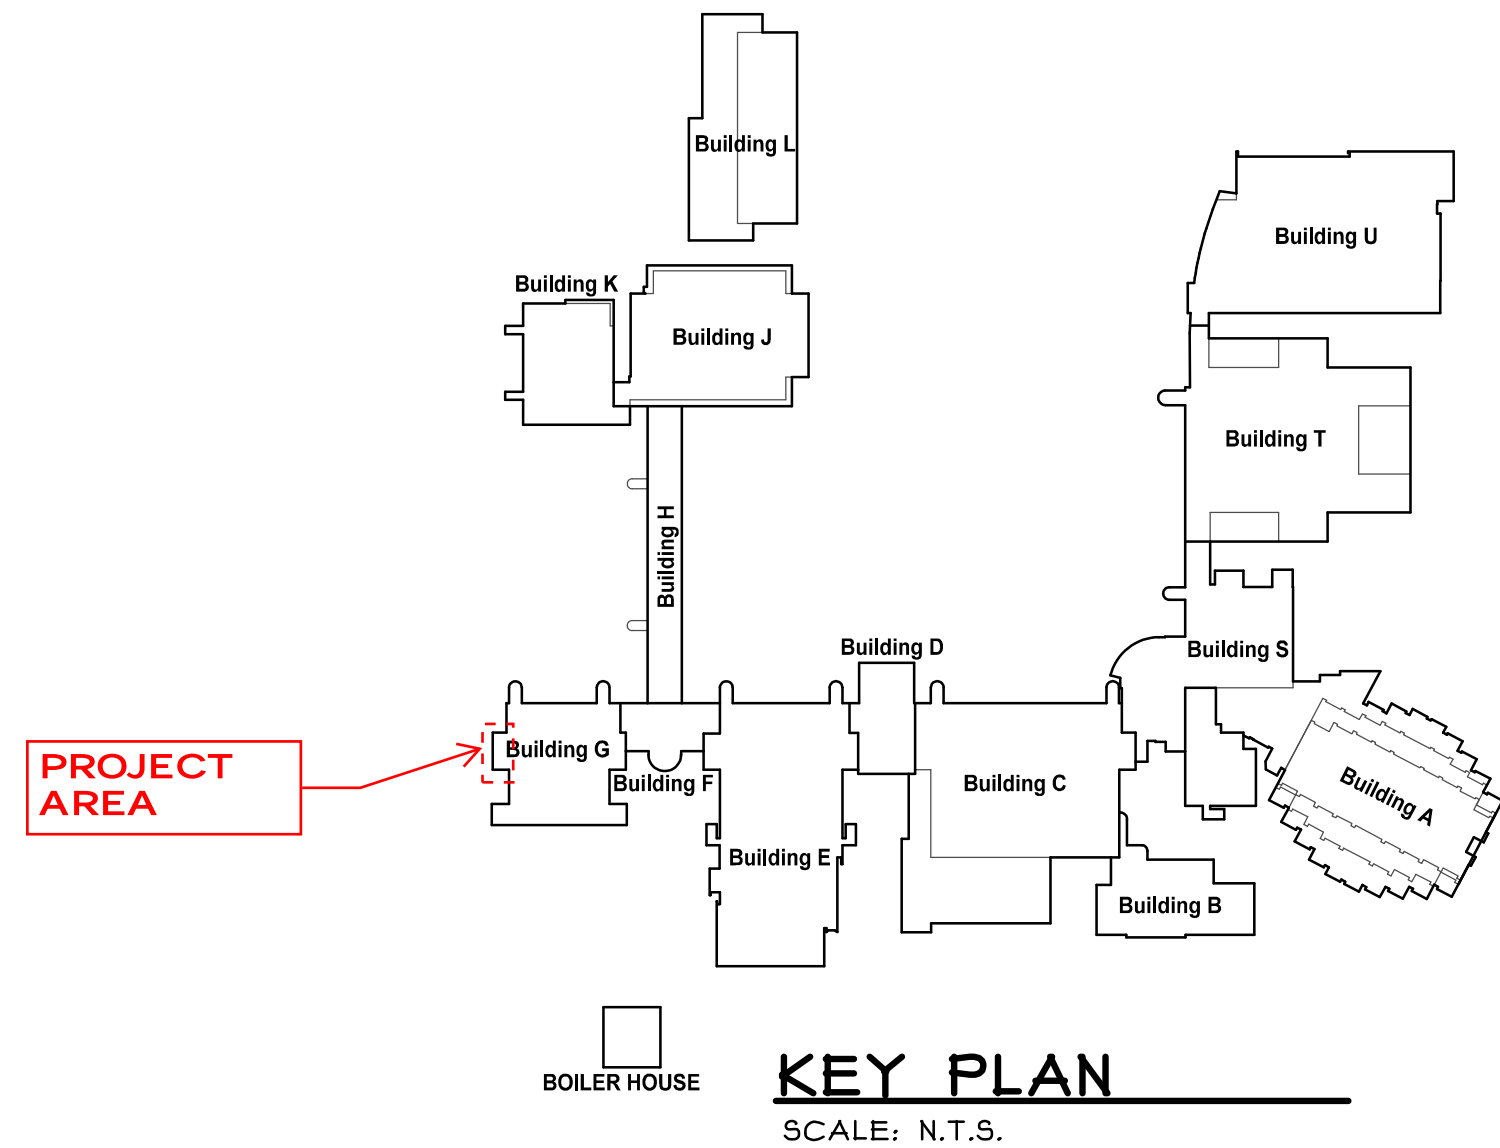 Building L
Building U
Building K
Building J
Building T
Building H
Building D
Building S
PROJECT
AREA
Building G
Building F
Building C
Building A
Building E
Building B
BOILER HOUSE
KEY PLAN
SCALE: N.T.S.